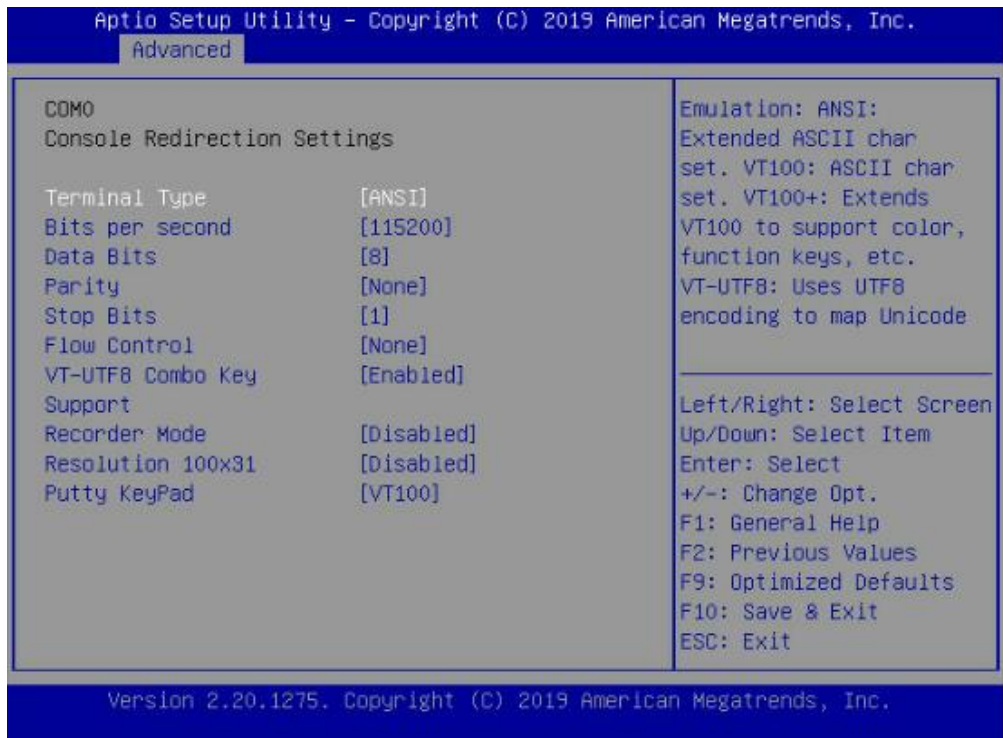 Aptio Setup Utility – Copyright (C) 2019 American Megatrends, Inc.
Advanced
COM0
Console Redirection Settings
Terminal Type [ANSI]
Bits per second [115200]
Data Bits [8]
Parity [None]
Stop Bits [1]
Flow Control [None]
VT-UTF8 Combo Key [Enabled]
Support
Recorder Mode [Disabled]
Resolution 100x31 [Disabled]
Putty KeyPad [VT100]
Emulation: ANSI:
Extended ASCII char
set. VT100: ASCII char
set. VT100+: Extends
VT100 to support color,
function keys, etc.
VT-UTF8: Uses UTF8
encoding to map Unicode
Left/Right: Select Screen
Up/Down: Select Item
Enter: Select
+/-: Change Opt.
F1: General Help
F2: Previous Values
F9: Optimized Defaults
F10: Save & Exit
ESC: Exit
Version 2.20.1275. Copyright (C) 2019 American Megatrends, Inc.